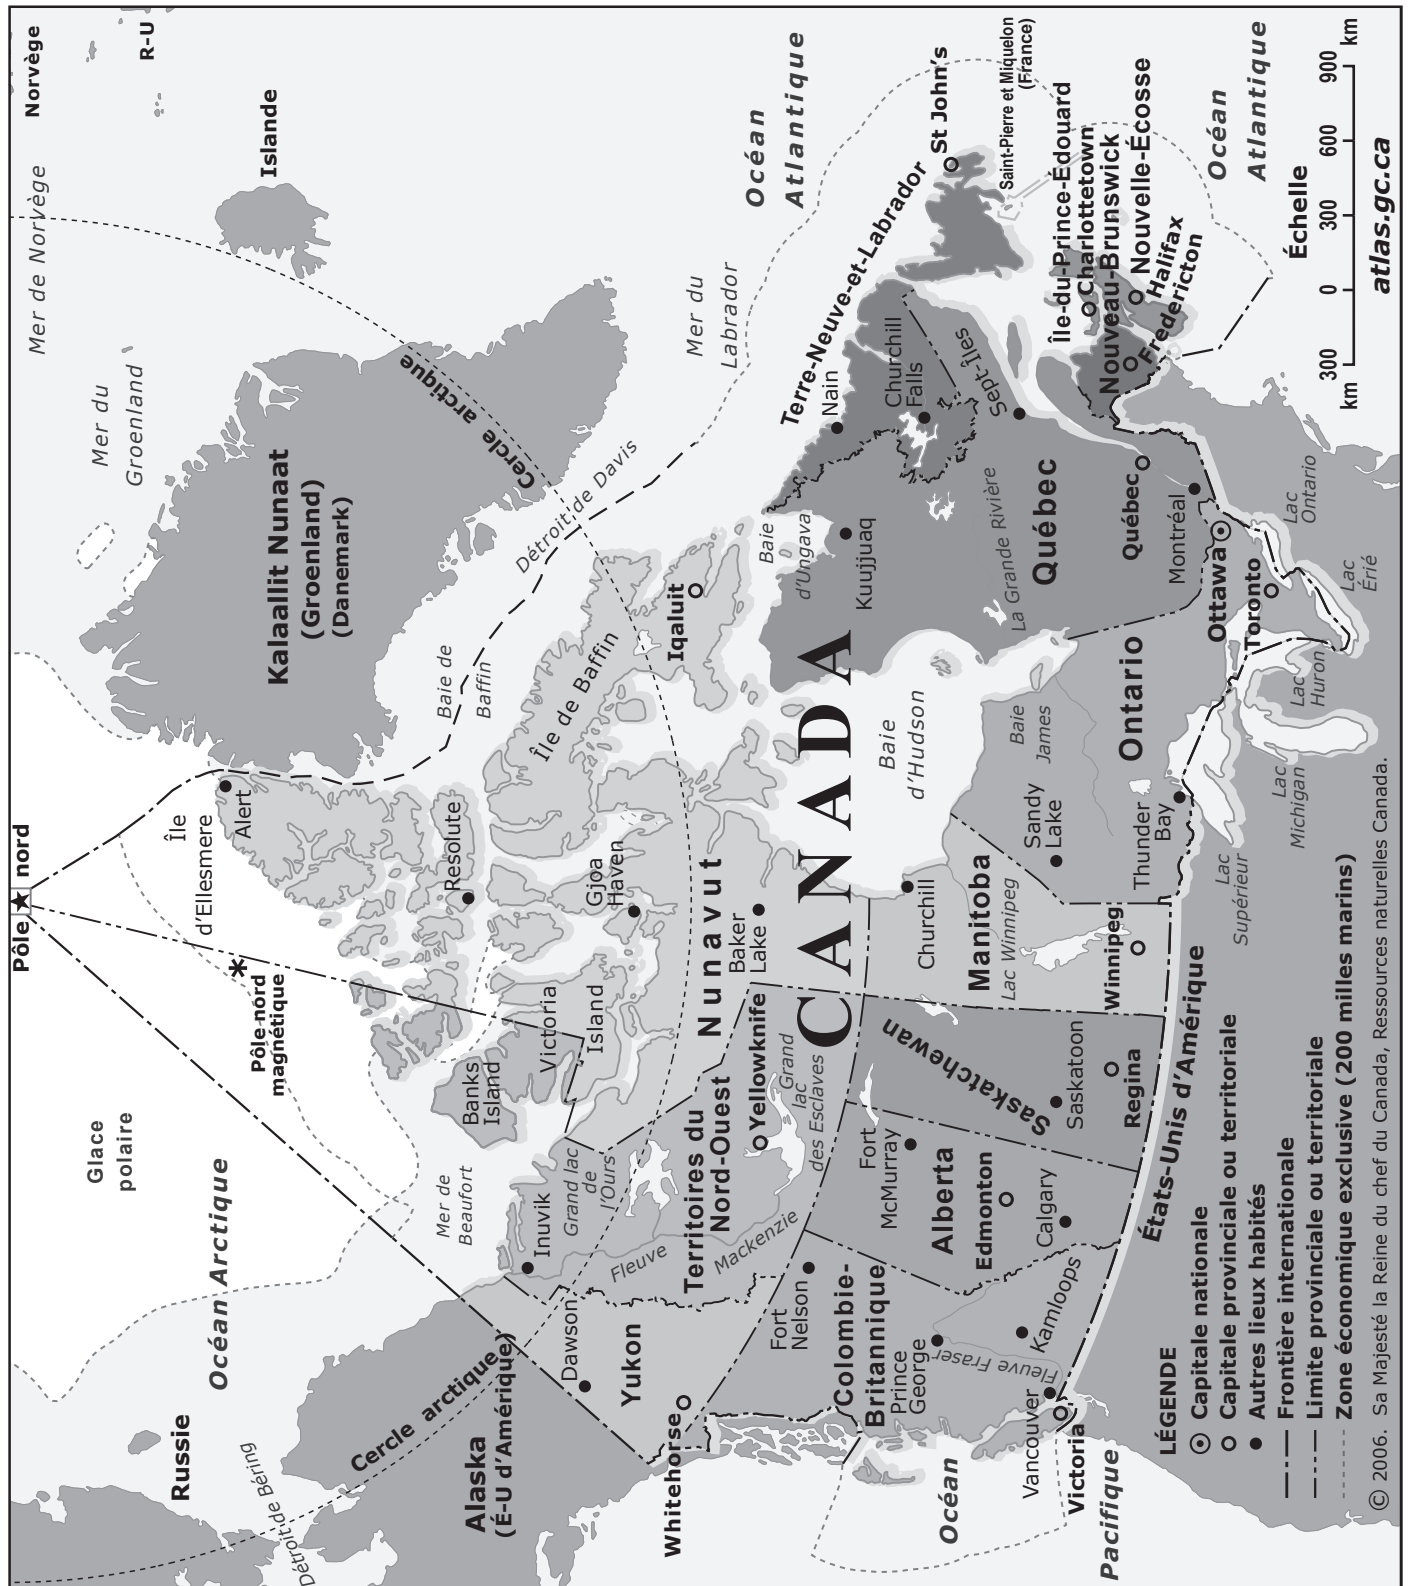 Russie
Détroit de Béring
Océan Arctique
Glace
polaire
Pôle nord
Pôle nord
magnétique
Mer de Norvège
Norvège
R-U
Islande
Mer du
Groenland
Kalaallit Nunaat
(Groenland)
(Danemark)
Cercle arctique
Cercle arctique
Alaska
(É-U d'Amérique)
Mer de
Beaufort
Île
d'Ellesmere
Alert
Resolute
Banks
Island
Victoria
Island
Gjoa
Haven
Baie de
Baffin
Île de Baffin
Détroit de Davis
Iqaluit
Mer du
Labrador
Océan
Atlantique
Dawson
Yukon
Whitehorse
Inuvik
Grand lac
de
l'Ours
Fleuve
Mackenzie
Territoires du
Nord-Ouest
Yellowknife
Grand
lac
des Esclaves
Nunavut
Baker
Lake
CANADA
Baie
d'Ungava
Kuujjuaq
Terre-Neuve-et-Labrador
Nain
Churchill
Falls
St John's
Saint-Pierre et Miquelon
(France)
Fort
Nelson
Colombie-
Britannique
Prince
George
Fleuve Fraser
Kamloops
Vancouver
Victoria
Océan
Pacifique
Fort
McMurray
Alberta
Edmonton
Calgary
Saskatchewan
Saskatoon
Regina
Churchill
Manitoba
Lac Winnipeg
Winnipeg
Baie
d'Hudson
Baie
James
Sandy
Lake
Ontario
Thunder
Bay
La Grande Rivière
Québec
Sept-Îles
Québec
Montréal
Ottawa
Toronto
Île-du-Prince-Édouard
Charlottetown
Nouveau-Brunswick
Nouvelle-Écosse
Halifax
Fredericton
Océan
Atlantique
Lac
Supérieur
Lac
Michigan
Lac
Huron
Lac
Érié
Lac
Ontario
États-Unis d'Amérique
LÉGENDE
Capitale nationale
Capitale provinciale ou territoriale
Autres lieux habités
Frontière internationale
Limite provinciale ou territoriale
Zone économique exclusive (200 milles marins)
Échelle
km 300 0 300 600 900 km
atlas.gc.ca
© 2006. Sa Majesté la Reine du chef du Canada, Ressources naturelles Canada.